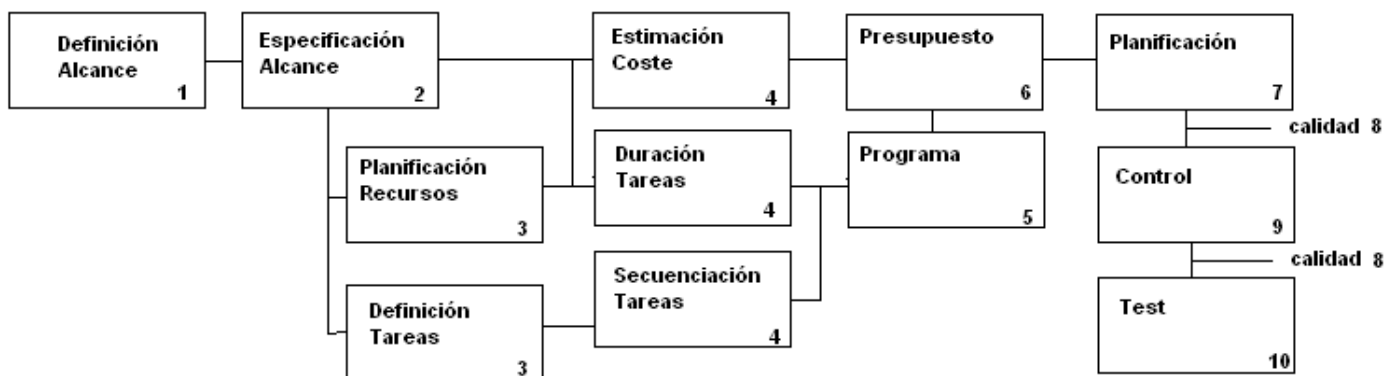 Definición
Alcance
1
Especificación
Alcance
2
Estimación
Coste
4
Presupuesto
6
Planificación
7
calidad 8
Planificación
Recursos
3
Duración
Tareas
4
Programa
5
Control
9
calidad 8
Definición
Tareas
3
Secuenciación
Tareas
4
Test
10